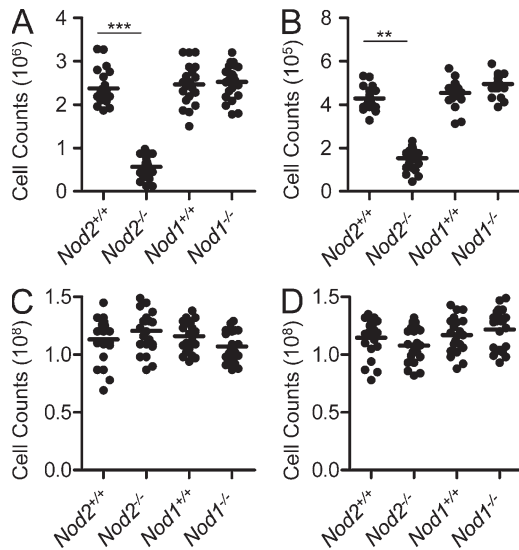 A
***
Cell Counts (10⁶)
4
3
2
1
0
Nod2+/+
Nod2-/-
Nod1+/+
Nod1-/-
B
**
Cell Counts (10⁵)
8
6
4
2
0
Nod2+/+
Nod2-/-
Nod1+/+
Nod1-/-
C
Cell Counts (10⁸)
1.5
1.0
0.5
0.0
Nod2+/+
Nod2-/-
Nod1+/+
Nod1-/-
D
Cell Counts (10⁸)
1.5
1.0
0.5
0.0
Nod2+/+
Nod2-/-
Nod1+/+
Nod1-/-